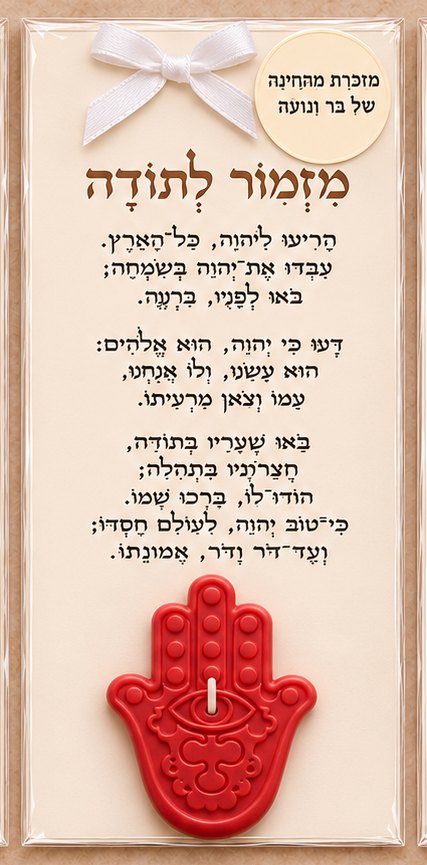 מזכרת מהחינה
של בר ונועה
מִזְמוֹר לְתוֹדָה
הָרִיעוּ לַיהוָה, כָּל־הָאָרֶץ.
עִבְדוּ אֶת־יְהוָה בְּשִׂמְחָה;
בֹּאוּ לְפָנָיו, בִּרְנָנָה.
דְּעוּ כִּי יְהוָה, הוּא אֱלֹהִים:
הוּא עָשָׂנוּ, וְלוֹ אֲנַחְנוּ,
עַמוֹ וְצֹאן מַרְעִיתוֹ.
בֹּאוּ שְׁעָרָיו בְּתוֹדָה,
חֲצֵרֹתָיו בִּתְהִלָּה;
הוֹדוּ־לוֹ, בָּרְכוּ שְׁמוֹ.
כִּי־טוֹב יְהוָה, לְעוֹלָם חַסְדּוֹ;
וְעַד־דֹּר וָדֹר, אֱמוּנָתוֹ.